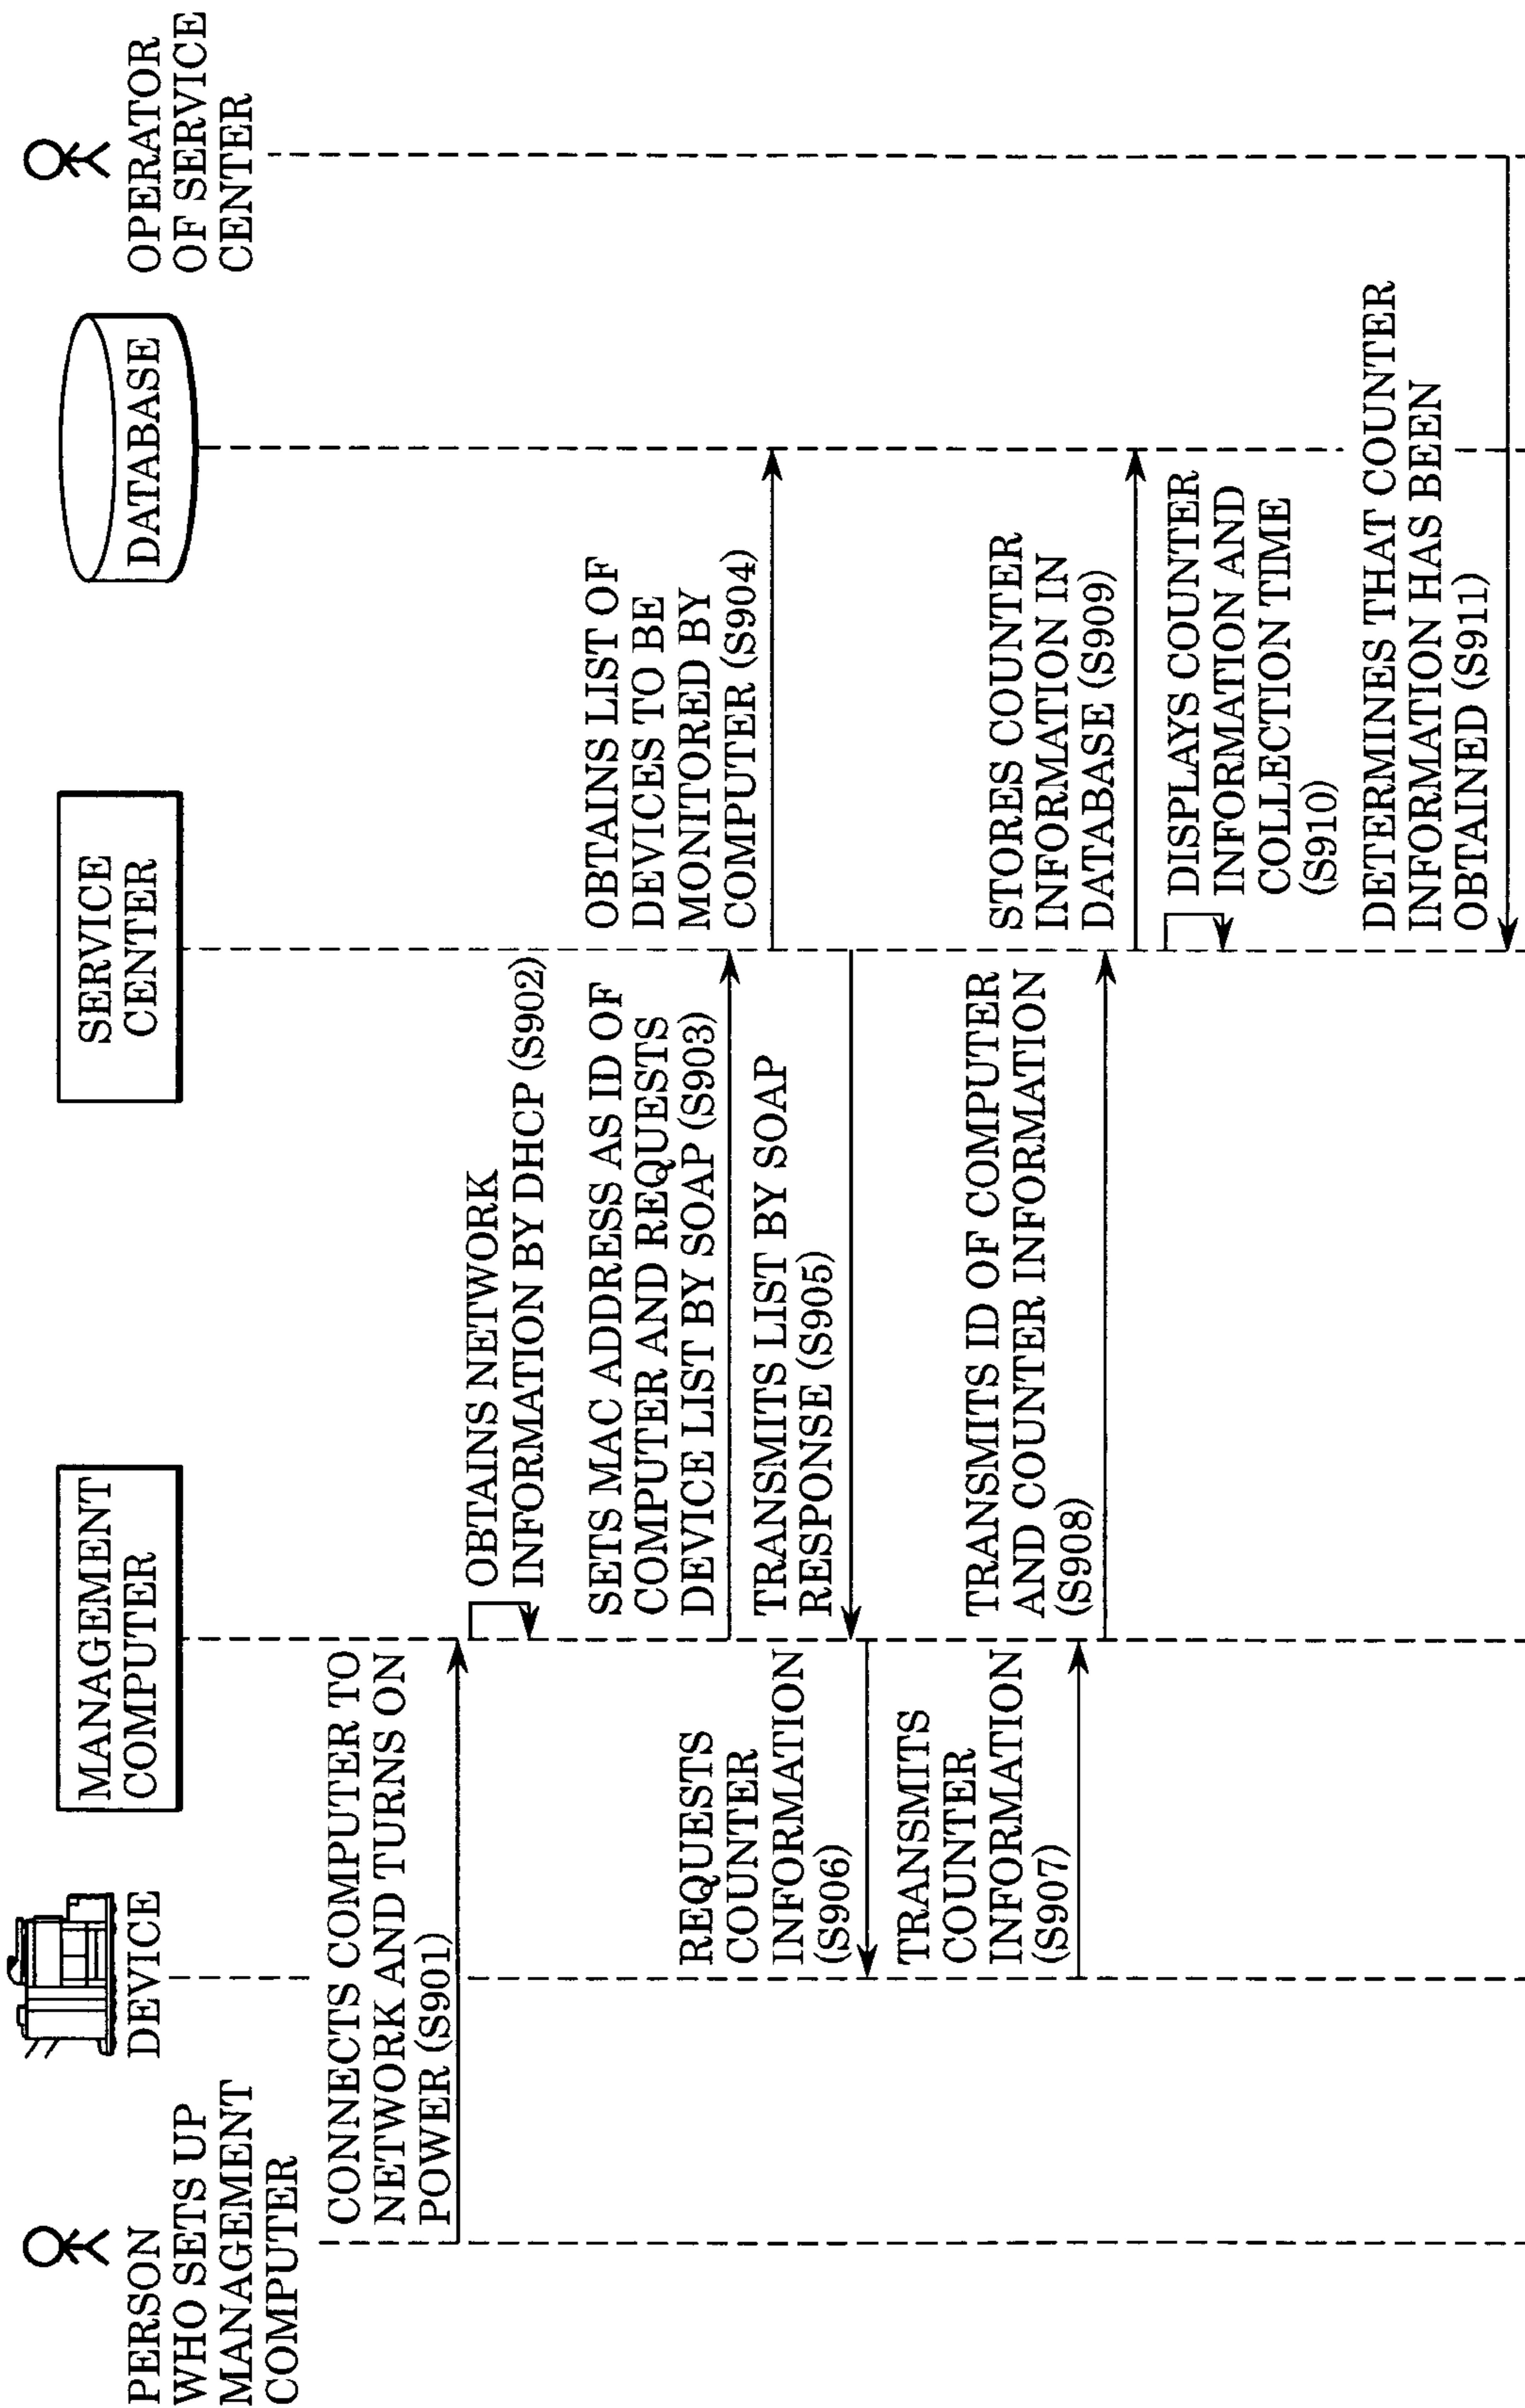 PERSON
WHO SETS UP
MANAGEMENT
COMPUTER
DEVICE
MANAGEMENT
COMPUTER
SERVICE
CENTER
DATABASE
OPERATOR
OF SERVICE
CENTER
CONNECTS COMPUTER TO
NETWORK AND TURNS ON
POWER (S901)
OBTAINS NETWORK
INFORMATION BY DHCP (S902)
SETS MAC ADDRESS AS ID OF
COMPUTER AND REQUESTS
DEVICE LIST BY SOAP (S903)
OBTAINS LIST OF
DEVICES TO BE
MONITORED BY
COMPUTER (S904)
TRANSMITS LIST BY SOAP
RESPONSE (S905)
REQUESTS
COUNTER
INFORMATION
(S906)
TRANSMITS
COUNTER
INFORMATION
(S907)
TRANSMITS ID OF COMPUTER
AND COUNTER INFORMATION
(S908)
STORES COUNTER
INFORMATION IN
DATABASE (S909)
DISPLAYS COUNTER
INFORMATION AND
COLLECTION TIME
(S910)
DETERMINES THAT COUNTER
INFORMATION HAS BEEN
OBTAINED (S911)